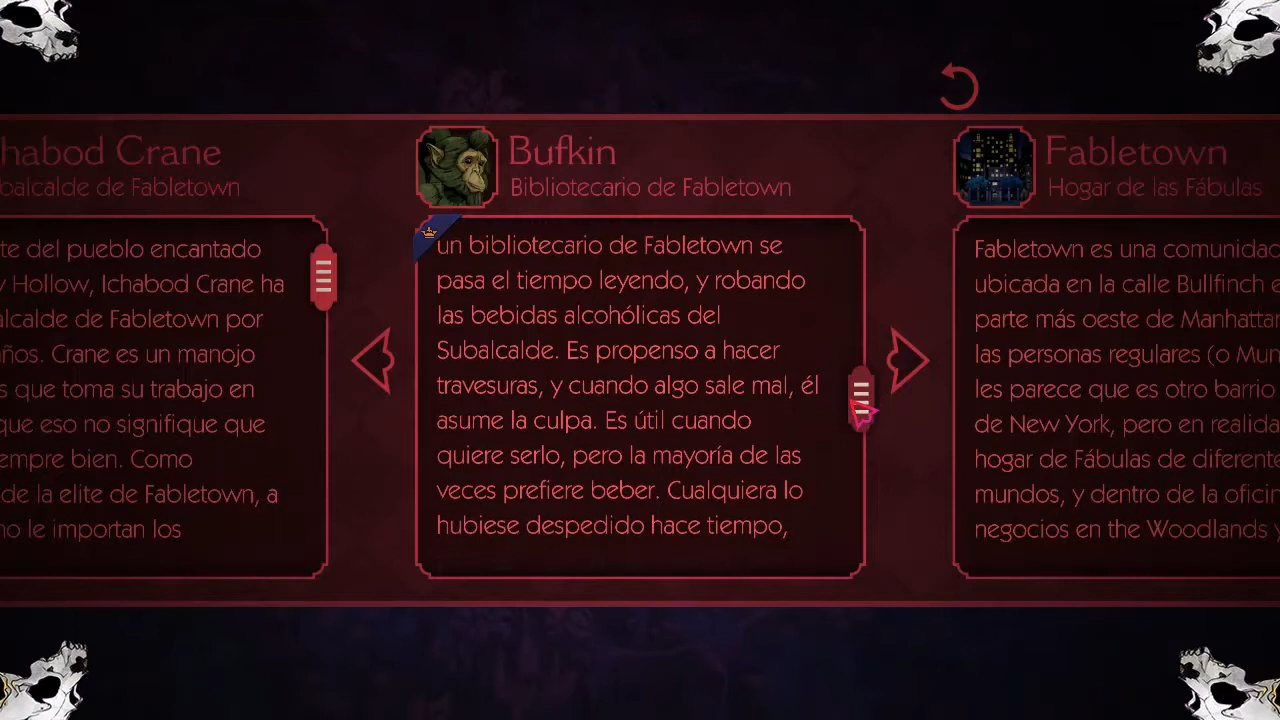 habod Crane
balcalde de Fabletown
te del pueblo encantado
y Hollow, Ichabod Crane ha
alcalde de Fabletown por
ños. Crane es un manojo
s que toma su trabajo en
que eso no signifique que
empre bien. Como
de la elite de Fabletown, a
no le importan los
Bufkin
Bibliotecario de Fabletown
un bibliotecario de Fabletown se
pasa el tiempo leyendo, y robando
las bebidas alcohólicas del
Subalcalde. Es propenso a hacer
travesuras, y cuando algo sale mal, él
asume la culpa. Es útil cuando
quiere serlo, pero la mayoría de las
veces prefiere beber. Cualquiera lo
hubiese despedido hace tiempo,
Fabletown
Hogar de las Fábulas
Fabletown es una comunidad
ubicada en la calle Bullfinch e
parte más oeste de Manhattan
las personas regulares (o Mun
les parece que es otro barrio
de New York, pero en realida
hogar de Fábulas de diferente
mundos, y dentro de la oficin
negocios en the Woodlands y